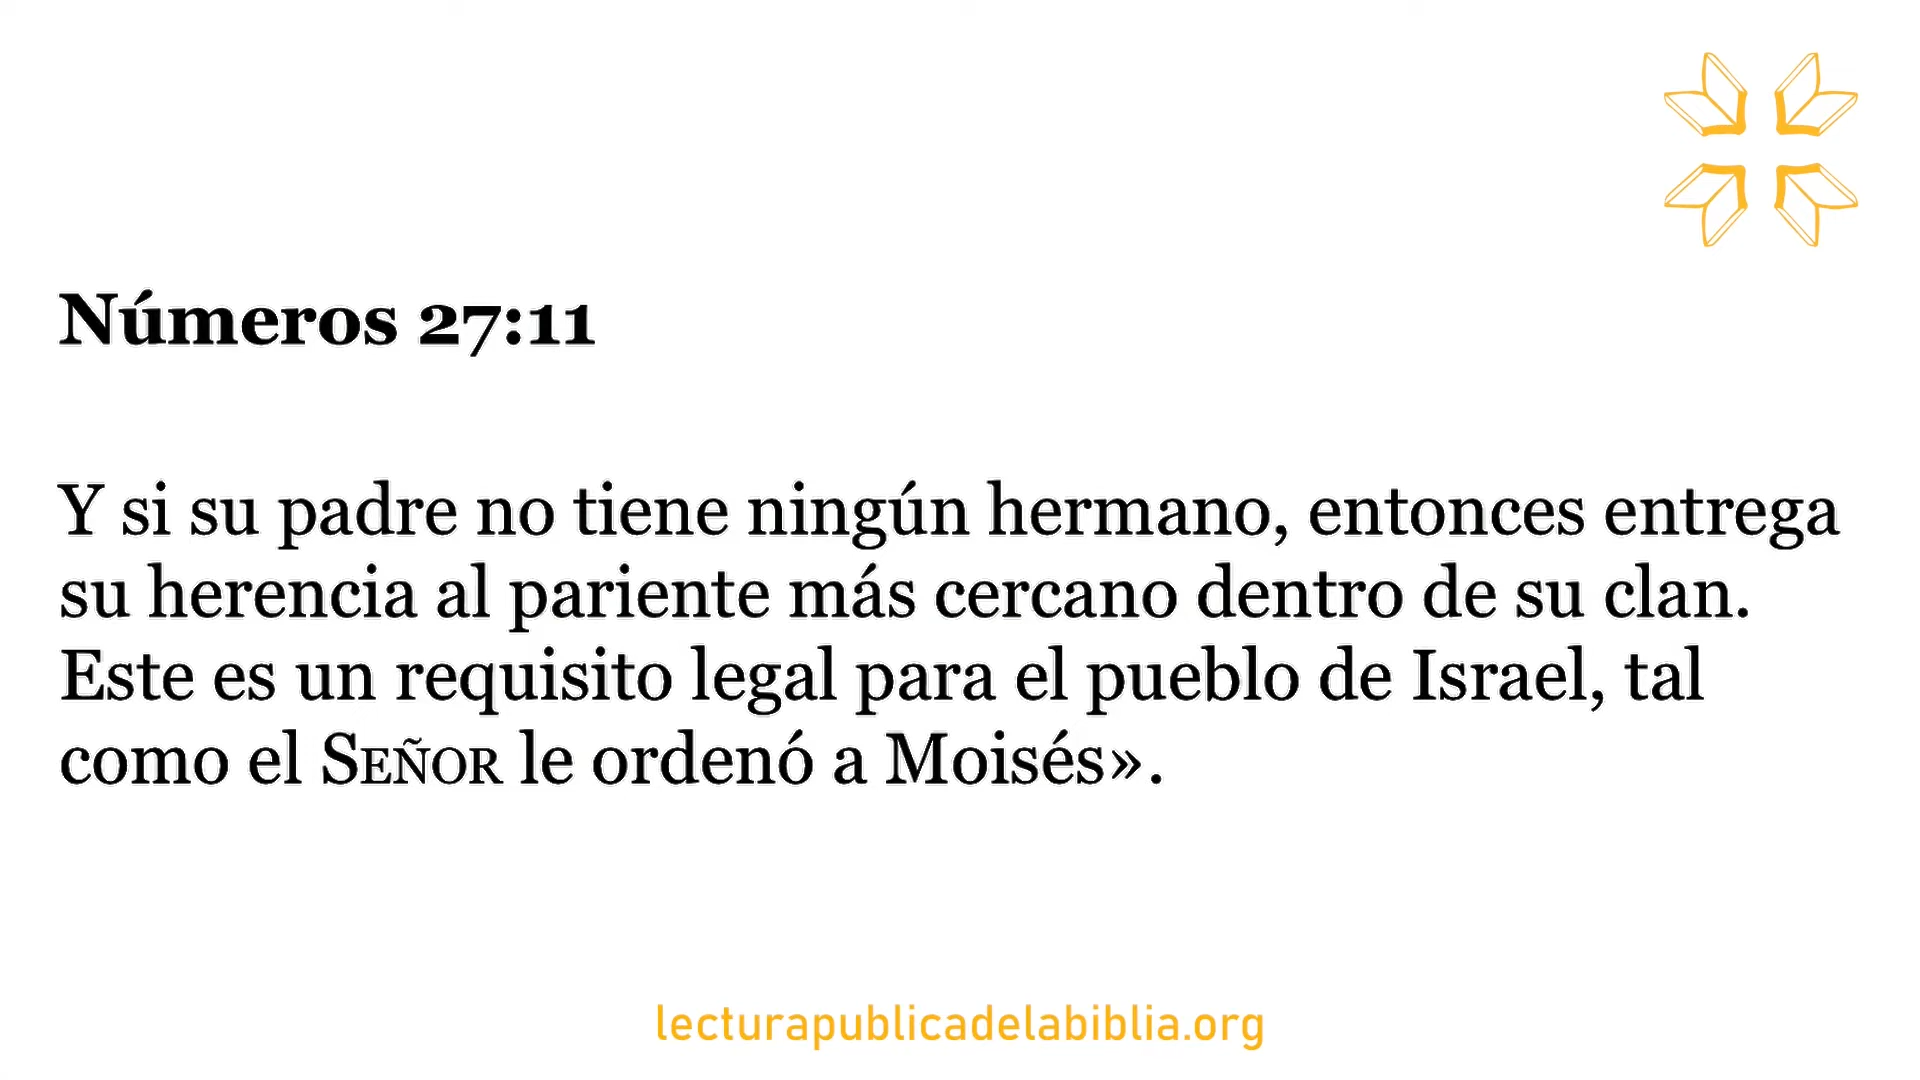 Números 27:11
Y si su padre no tiene ningún hermano, entonces entrega
su herencia al pariente más cercano dentro de su clan.
Este es un requisito legal para el pueblo de Israel, tal
como el SEÑOR le ordenó a Moisés».
lecturapublicadelabiblia.org